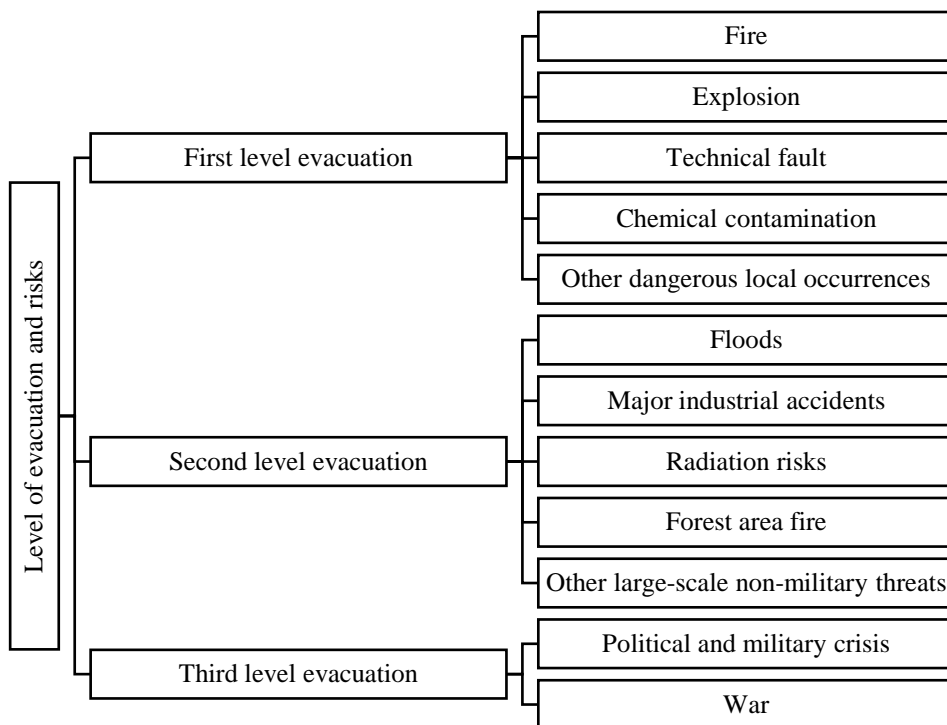 Level of evacuation and risks
First level evacuation
Fire
Explosion
Technical fault
Chemical contamination
Other dangerous local occurrences
Second level evacuation
Floods
Major industrial accidents
Radiation risks
Forest area fire
Other large-scale non-military threats
Third level evacuation
Political and military crisis
War